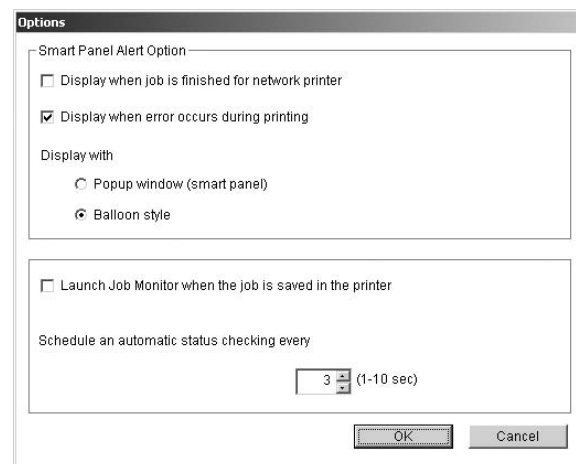 Options
Smart Panel Alert Option
Display when job is finished for network printer
Display when error occurs during printing
Display with
Popup window (smart panel)
Balloon style
Launch Job Monitor when the job is saved in the printer
Schedule an automatic status checking every
3 (1-10 sec)
OK Cancel